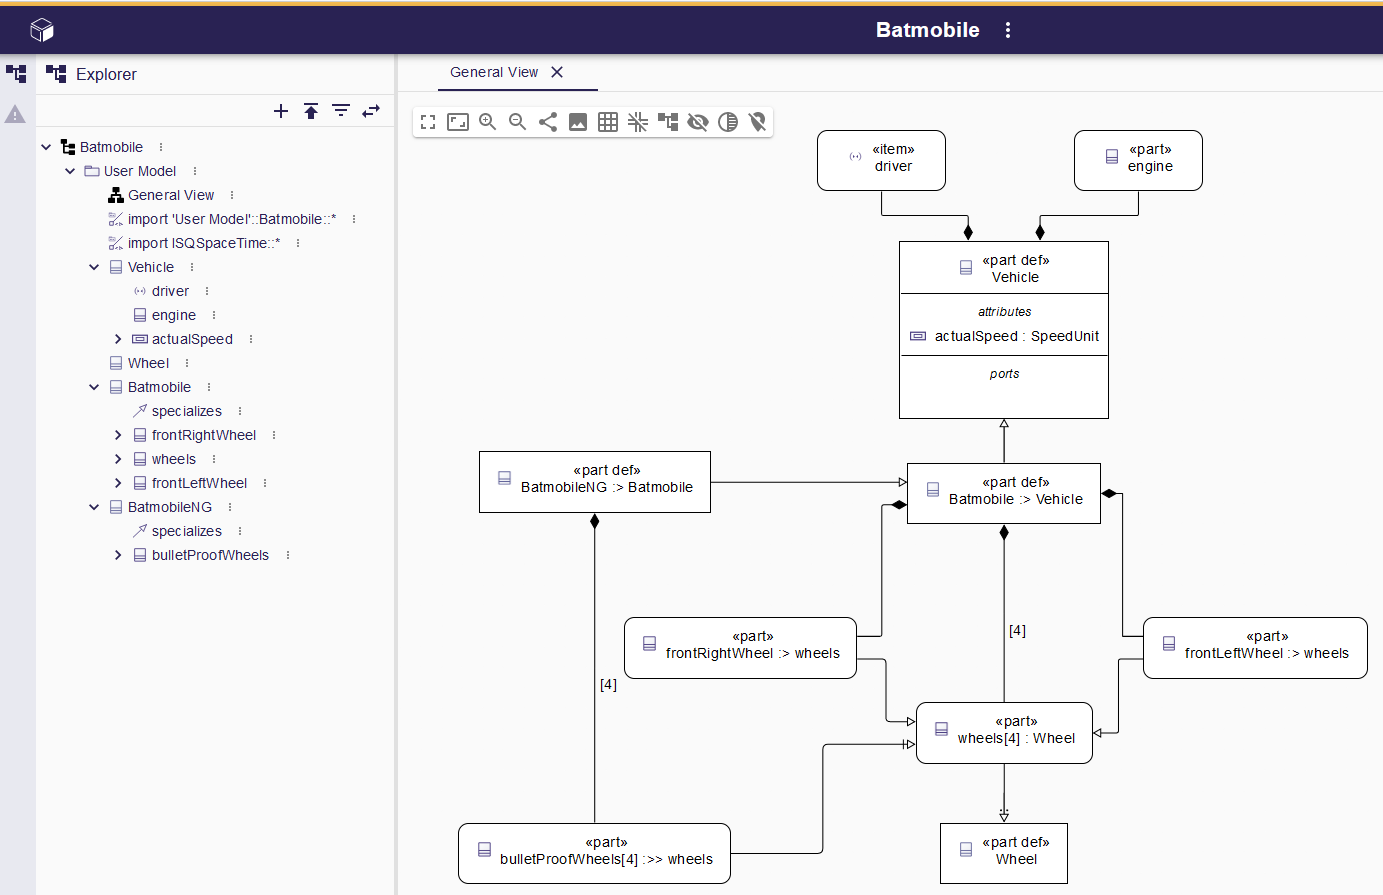 Batmobile
Explorer
General View
Batmobile
User Model
General View
import 'User Model'::Batmobile::*
import ISQSpaceTime::*
Vehicle
driver
engine
actualSpeed
Wheel
Batmobile
specializes
frontRightWheel
wheels
frontLeftWheel
BatmobileNG
specializes
bulletProofWheels
«item»
driver
«part»
engine
«part def»
Vehicle
attributes
actualSpeed : SpeedUnit
ports
«part def»
BatmobileNG :> Batmobile
«part def»
Batmobile :> Vehicle
«part»
frontRightWheel :> wheels
[4]
«part»
frontLeftWheel :> wheels
[4]
«part»
wheels[4] : Wheel
«part»
bulletProofWheels[4] :>> wheels
«part def»
Wheel